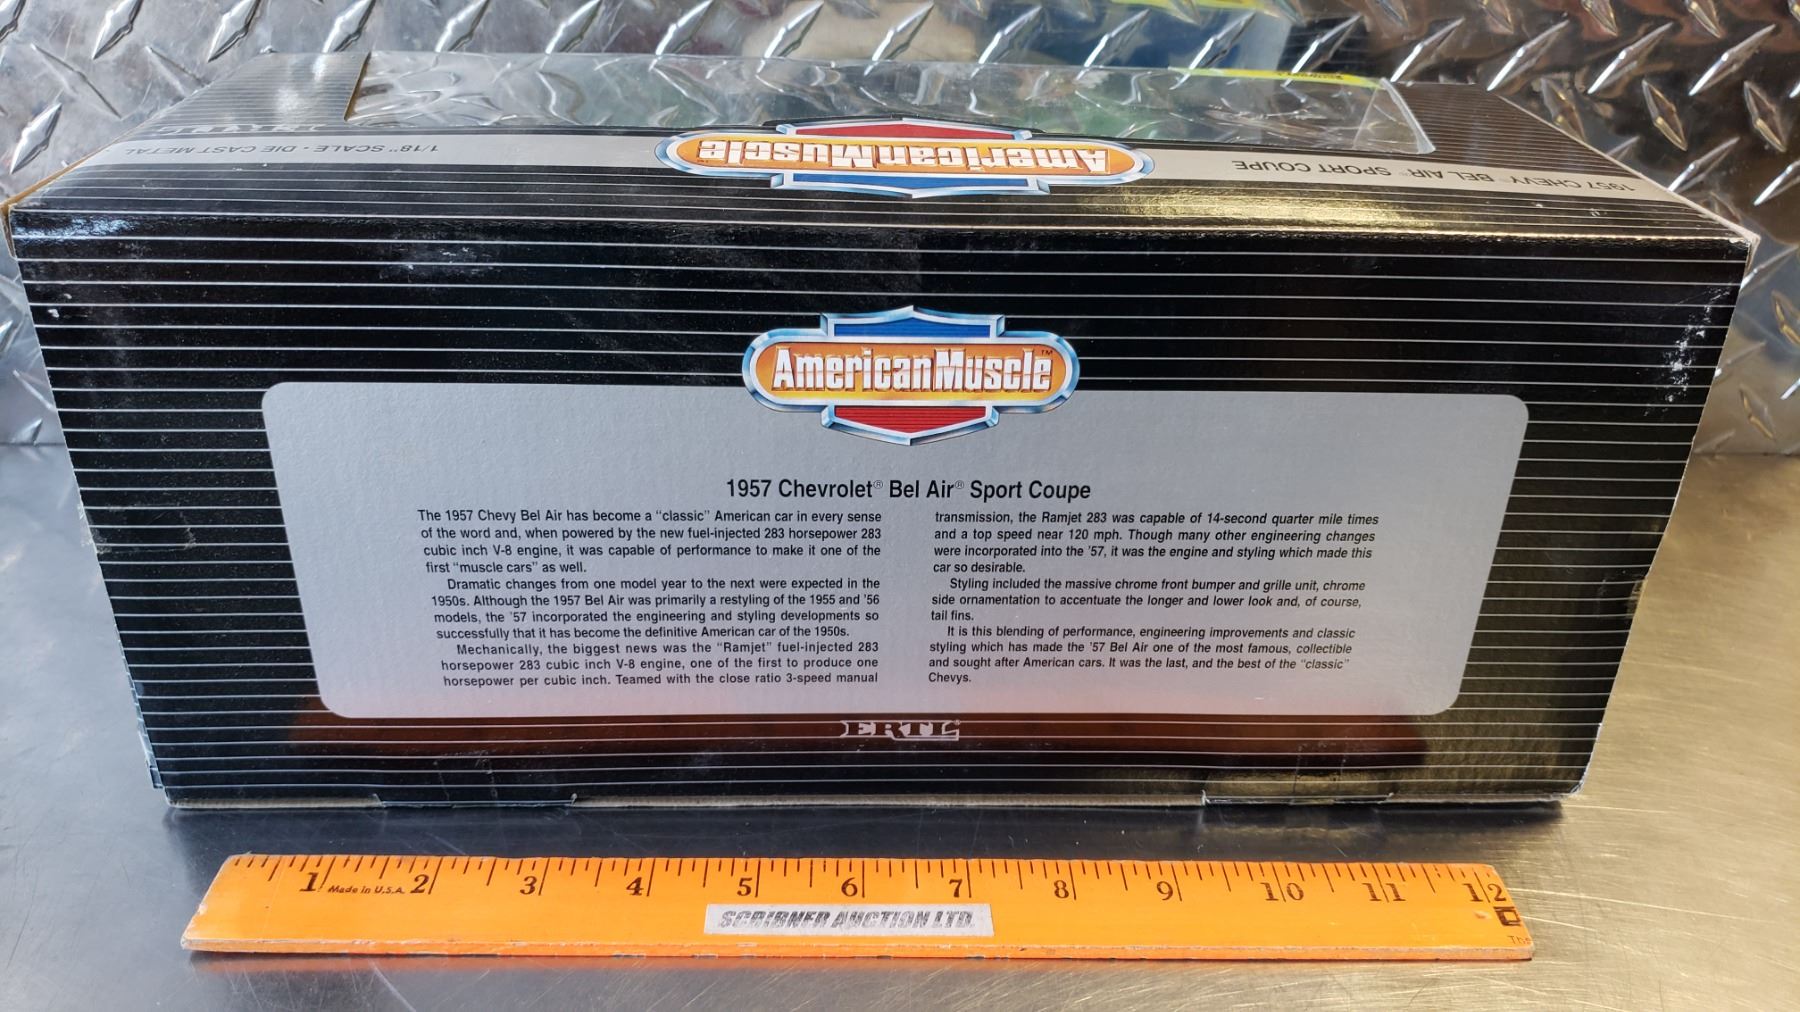 ERTL
1/18" SCALE • DIE CAST METAL
AmericanMuscle
1957 CHEVY® BEL AIR® SPORT COUPE
AmericanMuscle™
1957 Chevrolet® Bel Air® Sport Coupe
The 1957 Chevy Bel Air has become a "classic" American car in every sense
of the word and, when powered by the new fuel-injected 283 horsepower 283
cubic inch V-8 engine, it was capable of performance to make it one of the
first "muscle cars" as well.
Dramatic changes from one model year to the next were expected in the
1950s. Although the 1957 Bel Air was primarily a restyling of the 1955 and '56
models, the '57 incorporated the engineering and styling developments so
successfully that it has become the definitive American car of the 1950s.
Mechanically, the biggest news was the "Ramjet" fuel-injected 283
horsepower 283 cubic inch V-8 engine, one of the first to produce one
horsepower per cubic inch. Teamed with the close ratio 3-speed manual
transmission, the Ramjet 283 was capable of 14-second quarter mile times
and a top speed near 120 mph. Though many other engineering changes
were incorporated into the '57, it was the engine and styling which made this
car so desirable.
Styling included the massive chrome front bumper and grille unit, chrome
side ornamentation to accentuate the longer and lower look and, of course,
tail fins.
It is this blending of performance, engineering improvements and classic
styling which has made the '57 Bel Air one of the most famous, collectible
and sought after American cars. It was the last, and the best of the "classic"
Chevys.
ERTL®
1 Made in U.S.A. 2 3 4 5 6 7 8 9 10 11 12
SCRIBNER AUCTION LTD.